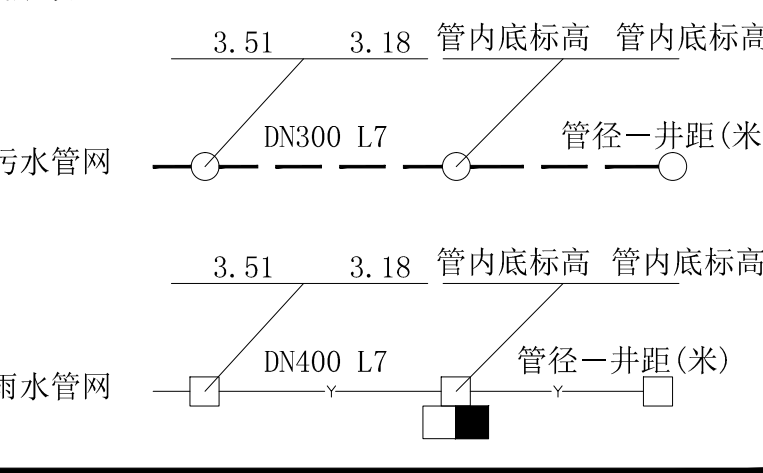 3.51 3.18 管内底标高 管内底标高
DN300 L7 管径－井距(米
污水管网
3.51 3.18 管内底标高 管内底标高
DN400 L7 管径－井距(米)
雨水管网
Y Y